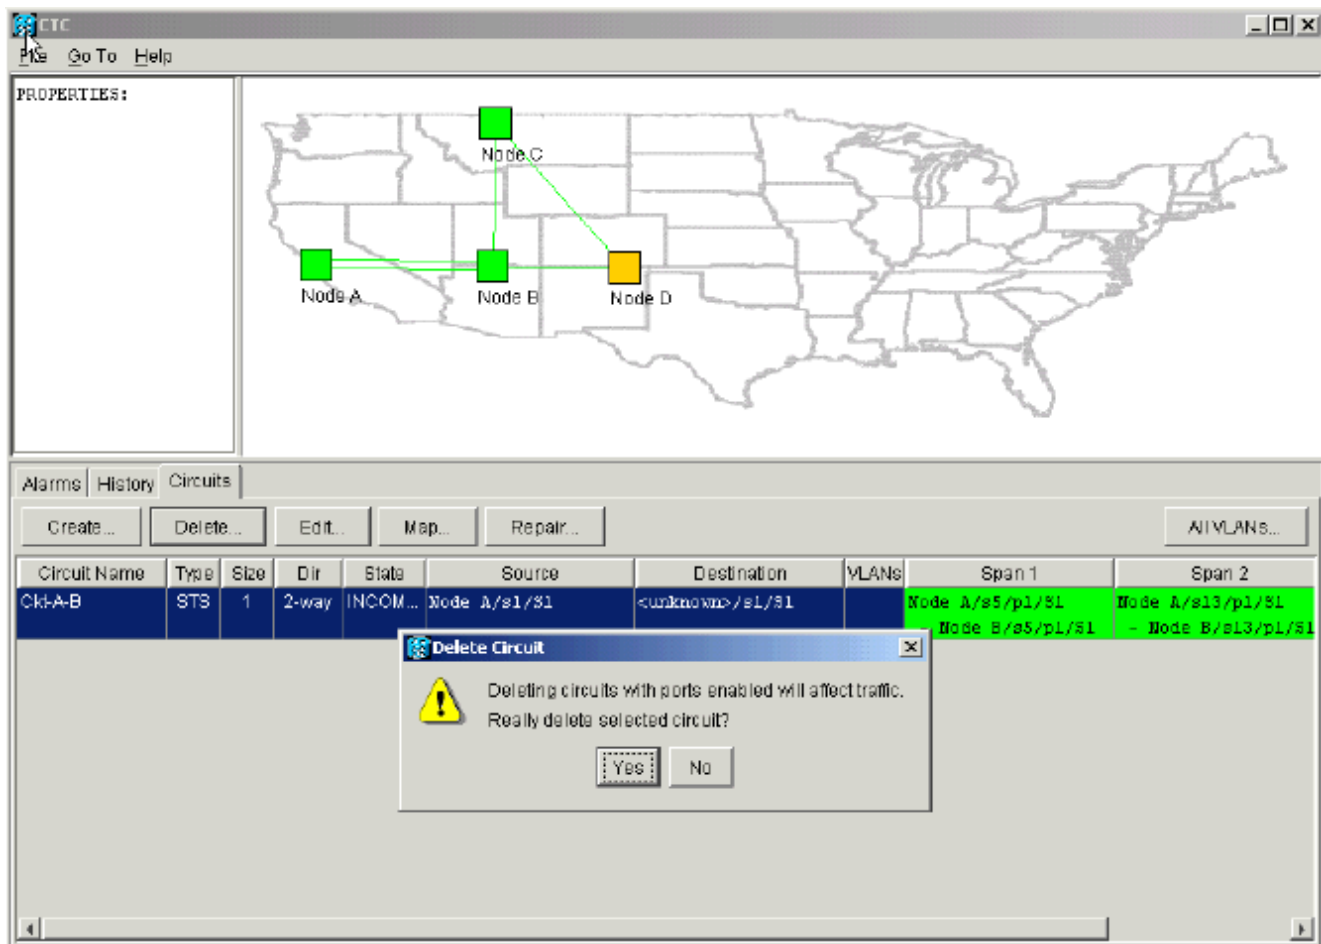 CTC
File Go To Help
PROPERTIES:
Node C
Node A
Node B
Node D
Alarms History Circuits
Create... Delete... Edit... Map... Repair... All VLANs...
Circuit Name Type Size Dir State Source Destination VLANs Span 1 Span 2
Ckt-A-B STS 1 2-way INCOM... Node A/s1/S1 <unknown>/s1/S1 Node A/s5/p1/S1 Node A/s13/p1/S1
- Node B/s5/p1/S1 - Node B/s13/p1/S1
Delete Circuit
Deleting circuits with ports enabled will affect traffic.
Really delete selected circuit?
Yes No